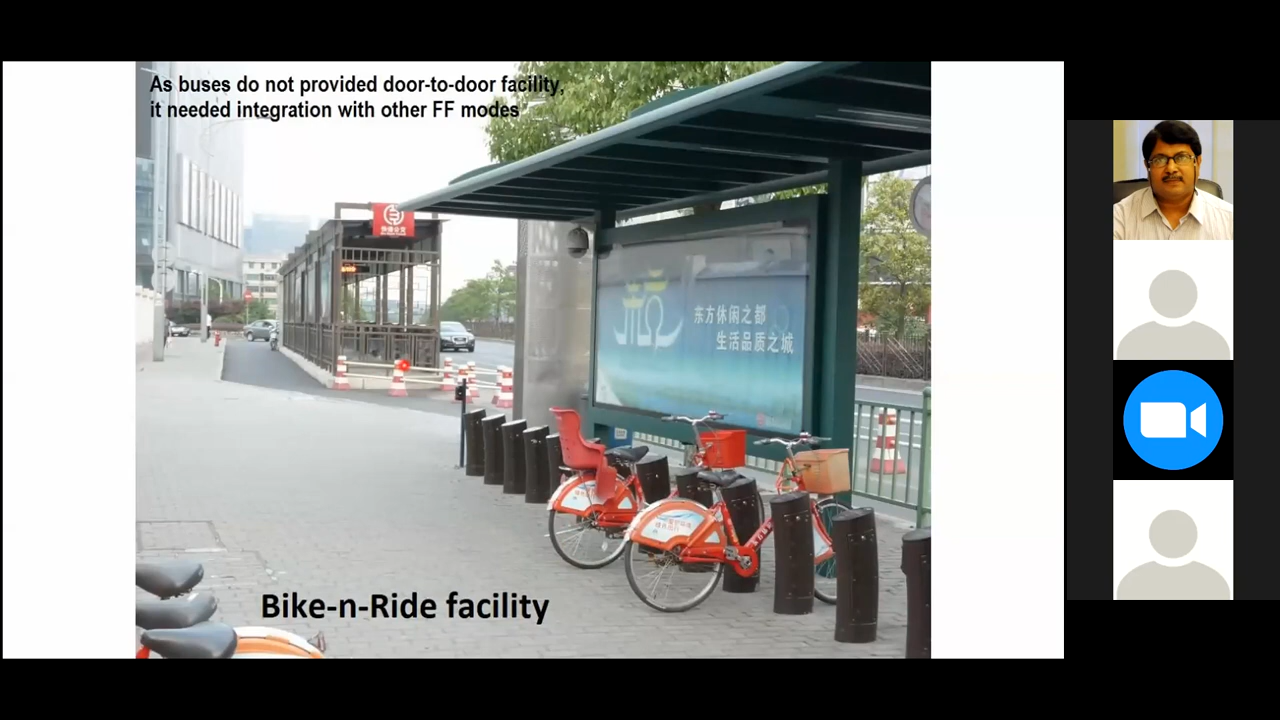 As buses do not provided door-to-door facility,
it needed integration with other FF modes
东方休闲之都
生活品质之城
Bike-n-Ride facility